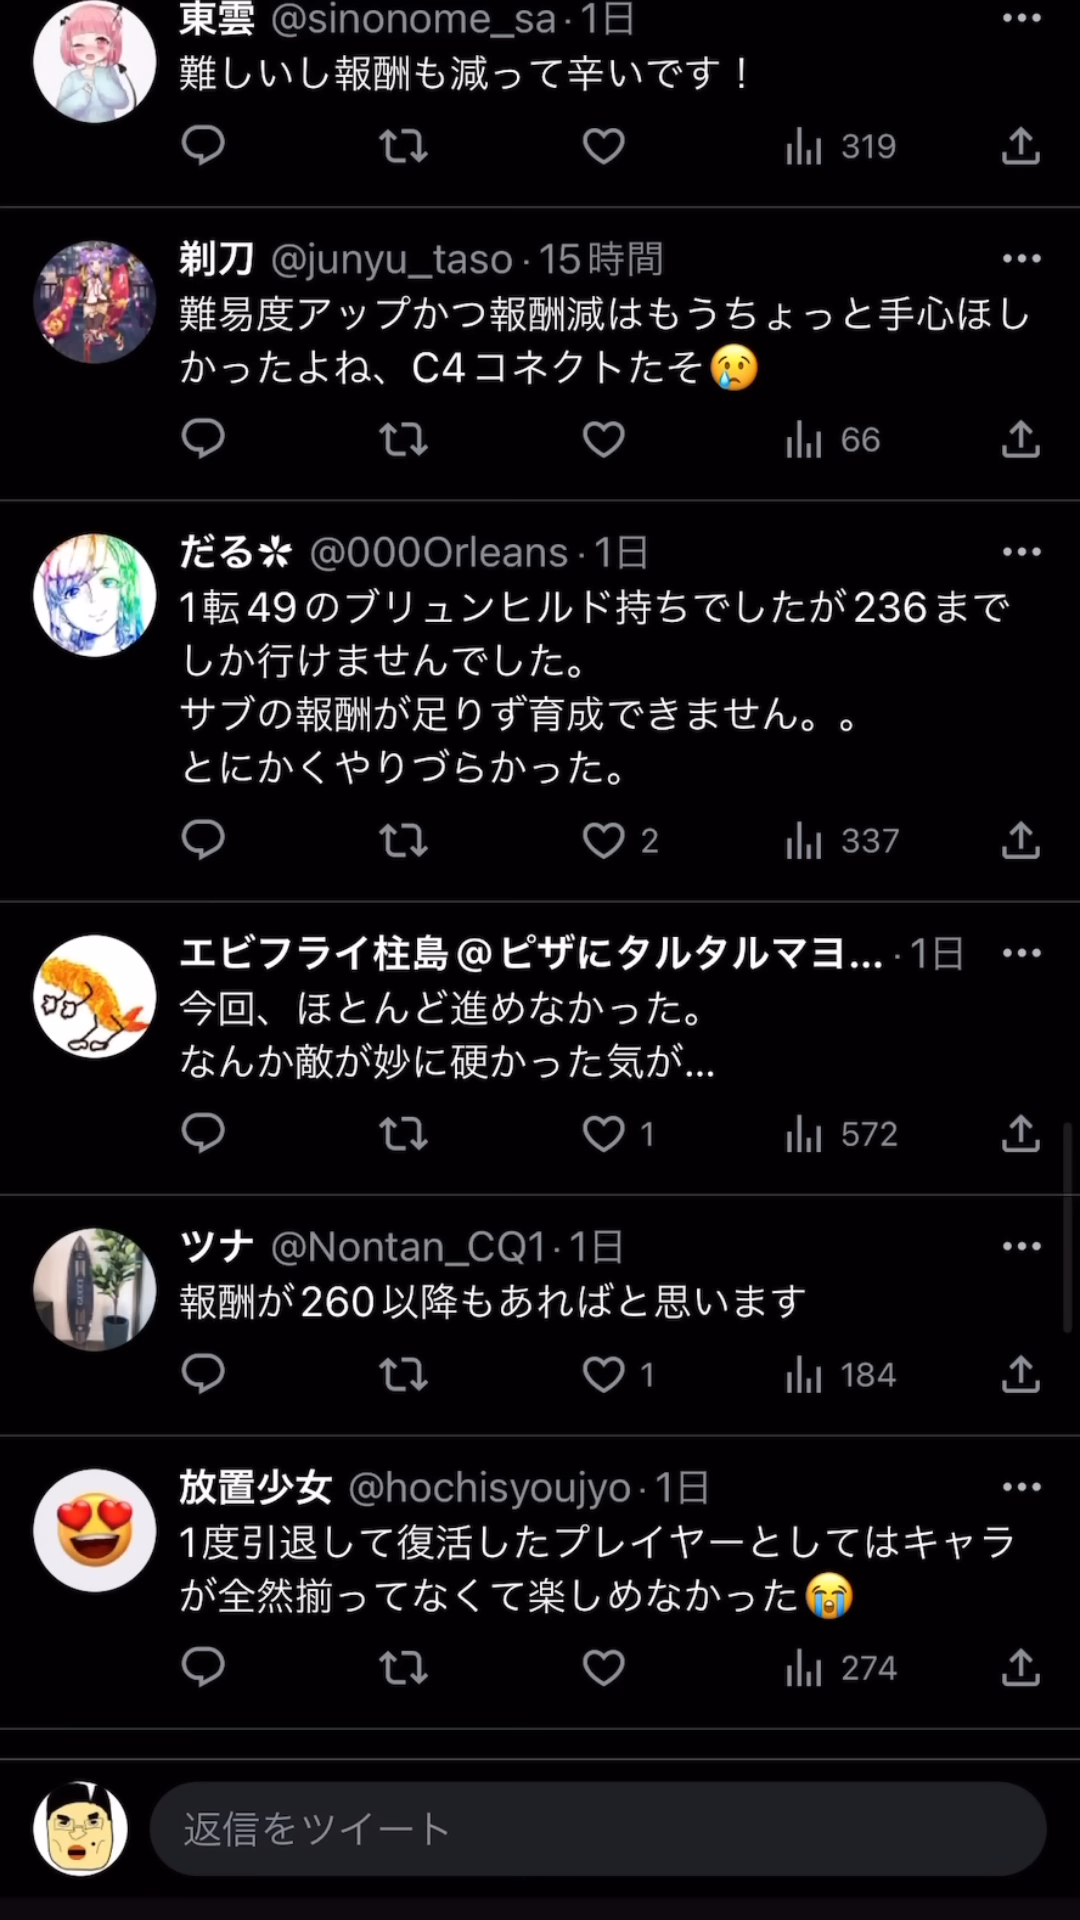 東雲 @sinonome_sa · 1日
難しいし報酬も減って辛いです！
319
剃刀 @junyu_taso · 15時間
難易度アップかつ報酬減はもうちょっと手心ほし
かったよね、C4コネクトたそ😢
66
だる✲ @000Orleans · 1日
1転49のブリュンヒルド持ちでしたが236まで
しか行けませんでした。
サブの報酬が足りず育成できません。。
とにかくやりづらかった。
2 337
エビフライ柱島@ピザにタルタルマヨ... · 1日
今回、ほとんど進めなかった。
なんか敵が妙に硬かった気が...
1 572
ツナ @Nontan_CQ1 · 1日
報酬が260以降もあればと思います
1 184
放置少女 @hochisyoujyo · 1日
1度引退して復活したプレイヤーとしてはキャラ
が全然揃ってなくて楽しめなかった😭
274
返信をツイート